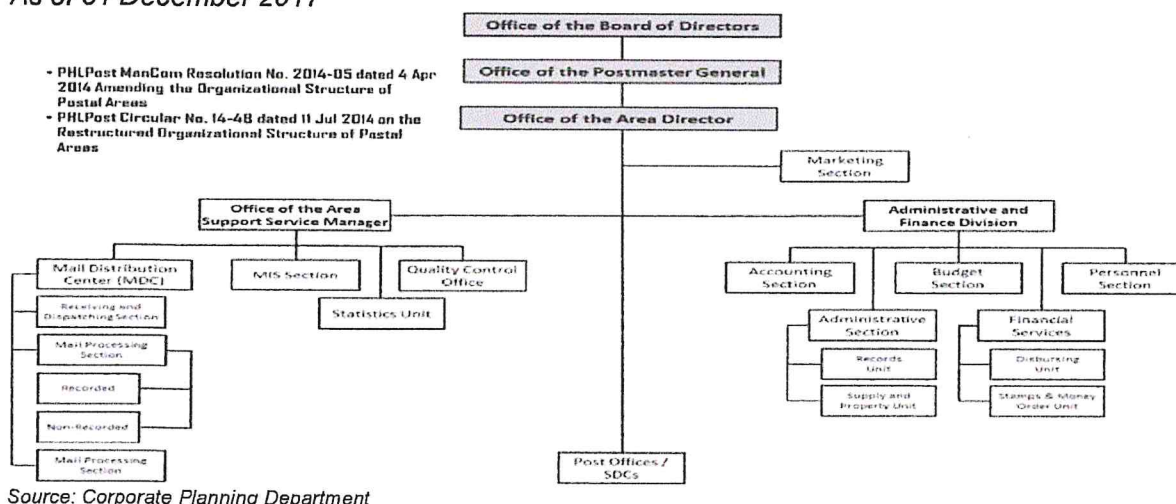 As of 31 December 2017
Office of the Board of Directors
Office of the Postmaster General
Office of the Area Director
• PHLPost ManCom Resolution No. 2014-05 dated 4 Apr
2014 Amending the Organizational Structure of
Postal Areas
• PHLPost Circular No. 14-48 dated 11 Jul 2014 on the
Restructured Organizational Structure of Postal
Areas
Marketing
Section
Office of the Area
Support Service Manager
Administrative and
Finance Division
Mail Distribution
Center (MDC)
MIS Section
Quality Control
Office
Statistics Unit
Receiving and
Dispatching Section
Mail Processing
Section
Recorded
Non-Recorded
Mail Processing
Section
Accounting
Section
Budget
Section
Personnel
Section
Administrative
Section
Financial
Services
Records
Unit
Disbursing
Unit
Supply and
Property Unit
Stamps & Money
Order Unit
Post Offices /
SDCs
Source: Corporate Planning Department